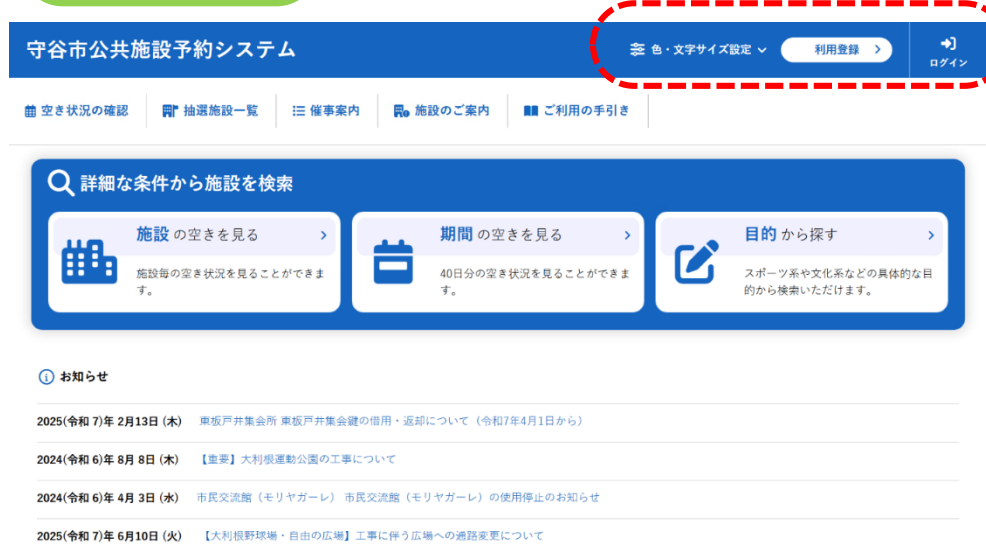 守谷市公共施設予約システム
色・文字サイズ設定
利用登録
ログイン
空き状況の確認
抽選施設一覧
催事案内
施設のご案内
ご利用の手引き
詳細な条件から施設を検索
施設 の空きを見る
施設毎の空き状況を見ることができま
す。
期間 の空きを見る
40日分の空き状況を見ることができま
す。
目的 から探す
スポーツ系や文化系などの具体的な目
的から検索いただけます。
お知らせ
2025(令和 7)年 2月13日 (木) 東板戸井集会所 東板戸井集会鍵の借用・返却について（令和7年4月1日から）
2024(令和 6)年 8月 8日 (木) 【重要】大利根運動公園の工事について
2024(令和 6)年 4月 3日 (水) 市民交流館（モリヤガーレ） 市民交流館（モリヤガーレ）の使用停止のお知らせ
2025(令和 7)年 6月10日 (火) 【大利根野球場・自由の広場】工事に伴う広場への通路変更について